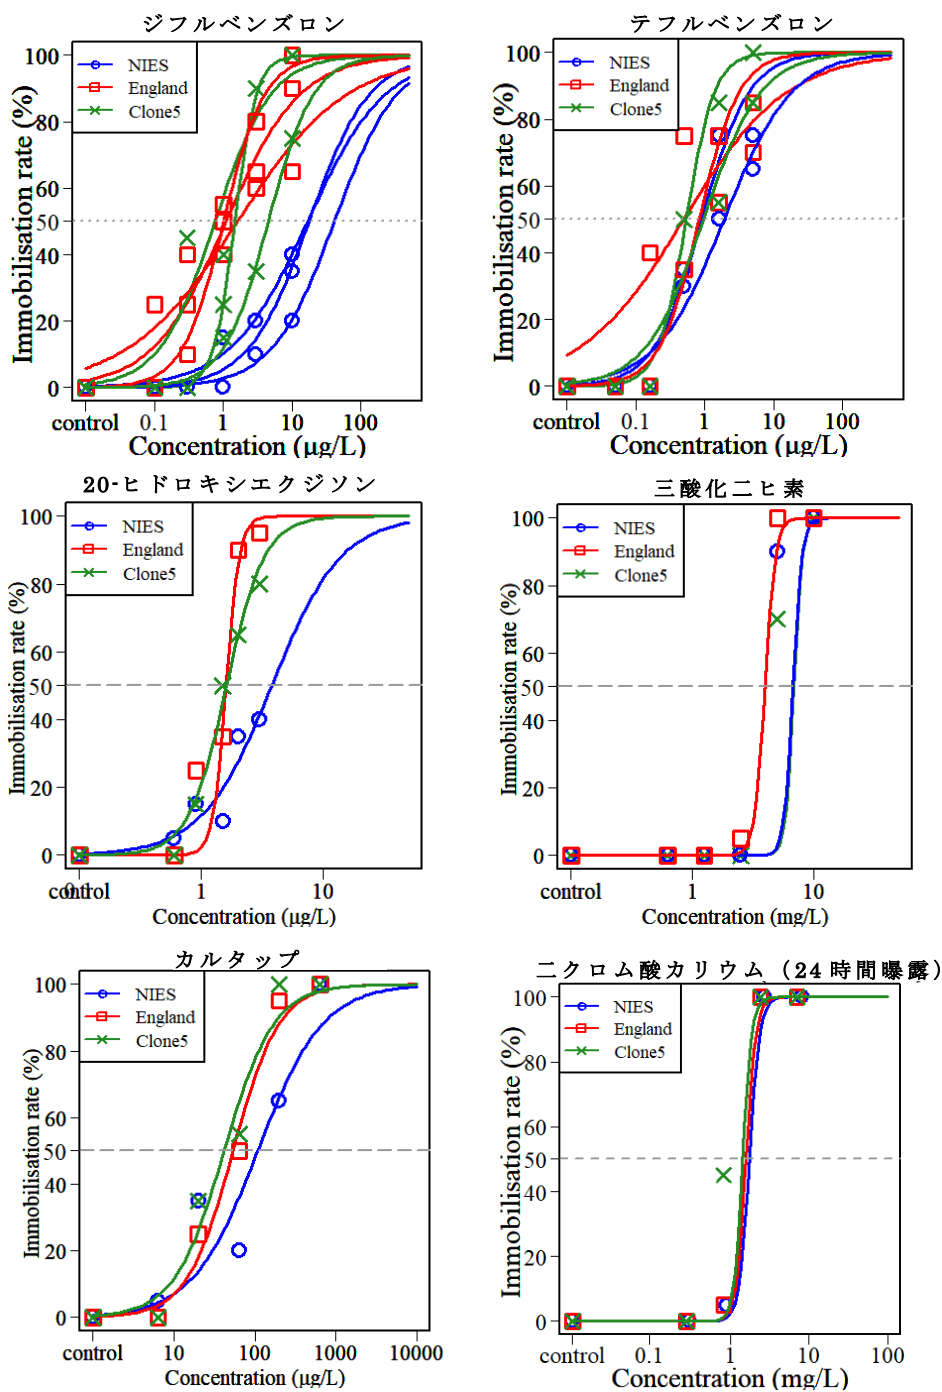 ジフルベンズロン
Immobilisation rate (%)
100
80
60
50
40
20
0
NIES
England
Clone5
control 0.1 1 10 100
Concentration (µg/L)
テフルベンズロン
Immobilisation rate (%)
100
80
60
50
40
20
0
NIES
England
Clone5
control 0.1 1 10 100
Concentration (µg/L)
20-ヒドロキシエクジソン
Immobilisation rate (%)
100
80
60
50
40
20
0
NIES
England
Clone5
control 1 10
Concentration (µg/L)
三酸化二ヒ素
Immobilisation rate (%)
100
80
60
50
40
20
0
NIES
England
Clone5
control 1 10
Concentration (mg/L)
カルタップ
Immobilisation rate (%)
100
80
60
50
40
20
0
NIES
England
Clone5
control 10 100 1000 10000
Concentration (µg/L)
二クロム酸カリウム（24時間曝露）
Immobilisation rate (%)
100
80
60
50
40
20
0
NIES
England
Clone5
control 0.1 1 10 100
Concentration (mg/L)